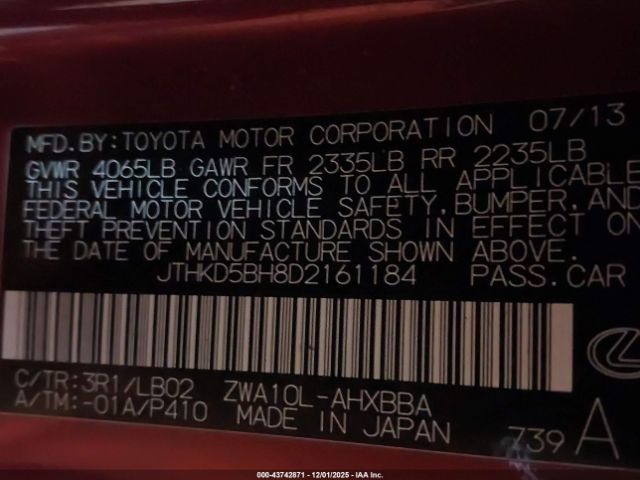 MFD.BY:TOYOTA MOTOR CORPORATION 07/13
GVWR 4065LB GAWR FR 2335LB RR 2235LB
THIS VEHICLE CONFORMS TO ALL APPLICABLE
FEDERAL MOTOR VEHICLE SAFETY,BUMPER,AND
THEFT PREVENTION STANDARDS IN EFFECT ON
THE DATE OF MANUFACTURE SHOWN ABOVE.
JTHKD5BH8D2161184 PASS.CAR
C/TR:3R1/LB02 ZWA10L-AHXBBA
A/TM:-01A/P410 MADE IN JAPAN 739 A
000-43742871 - 12/01/2025 - IAA Inc.